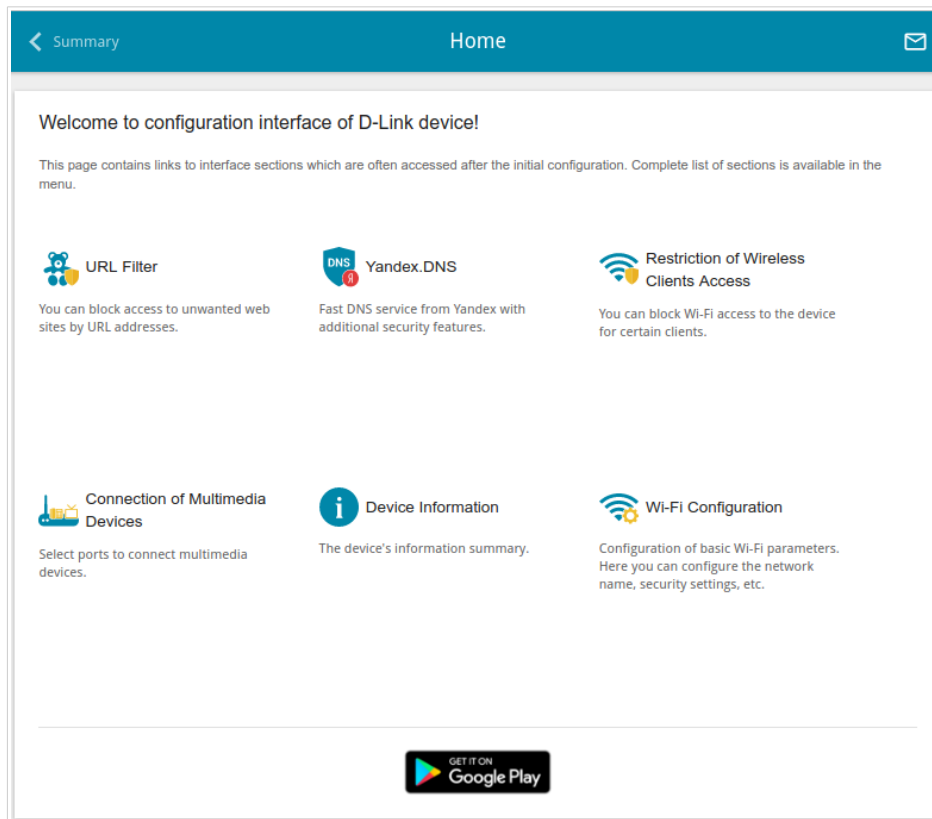 Summary
Home
Welcome to configuration interface of D-Link device!
This page contains links to interface sections which are often accessed after the initial configuration. Complete list of sections is available in the
menu.
URL Filter
You can block access to unwanted web
sites by URL addresses.
DNS
Я
Yandex.DNS
Fast DNS service from Yandex with
additional security features.
Restriction of Wireless
Clients Access
You can block Wi-Fi access to the device
for certain clients.
Connection of Multimedia
Devices
Select ports to connect multimedia
devices.
i
Device Information
The device's information summary.
Wi-Fi Configuration
Configuration of basic Wi-Fi parameters.
Here you can configure the network
name, security settings, etc.
GET IT ON
Google Play